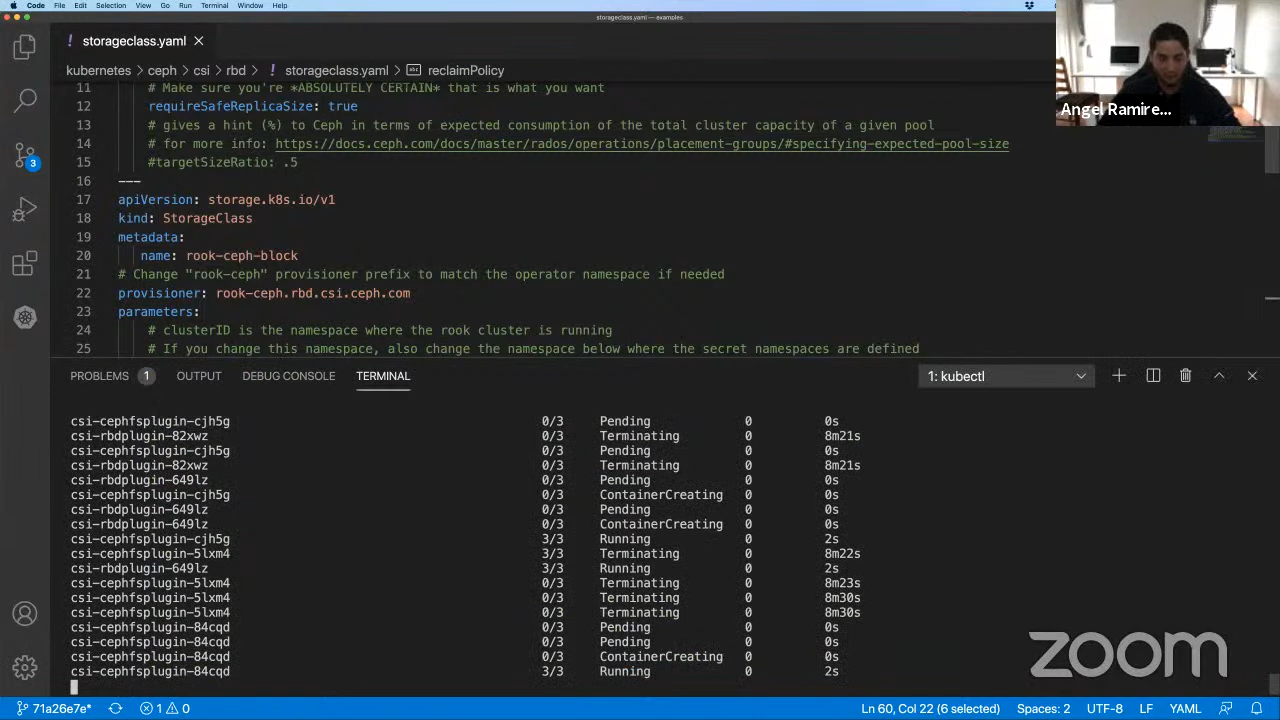 Code File Edit Selection View Go Run Terminal Window Help
storageclass.yaml — examples
! storageclass.yaml ×
kubernetes > ceph > csi > rbd > ! storageclass.yaml > reclaimPolicy
11 # Make sure you're *ABSOLUTELY CERTAIN* that is what you want
12 requireSafeReplicaSize: true
13 # gives a hint (%) to Ceph in terms of expected consumption of the total cluster capacity of a given pool
14 # for more info: https://docs.ceph.com/docs/master/rados/operations/placement-groups/#specifying-expected-pool-size
15 #targetSizeRatio: .5
16 ---
17 apiVersion: storage.k8s.io/v1
18 kind: StorageClass
19 metadata:
20 name: rook-ceph-block
21 # Change "rook-ceph" provisioner prefix to match the operator namespace if needed
22 provisioner: rook-ceph.rbd.csi.ceph.com
23 parameters:
24 # clusterID is the namespace where the rook cluster is running
25 # If you change this namespace, also change the namespace below where the secret namespaces are defined
Angel Ramire...
3
PROBLEMS 1 OUTPUT DEBUG CONSOLE TERMINAL 1: kubectl
csi-cephfsplugin-cjh5g 0/3 Pending 0 0s
csi-rbdplugin-82xwz 0/3 Terminating 0 8m21s
csi-cephfsplugin-cjh5g 0/3 Pending 0 0s
csi-rbdplugin-82xwz 0/3 Terminating 0 8m21s
csi-rbdplugin-649lz 0/3 Pending 0 0s
csi-cephfsplugin-cjh5g 0/3 ContainerCreating 0 0s
csi-rbdplugin-649lz 0/3 Pending 0 0s
csi-rbdplugin-649lz 0/3 ContainerCreating 0 0s
csi-cephfsplugin-cjh5g 3/3 Running 0 2s
csi-cephfsplugin-5lxm4 3/3 Terminating 0 8m22s
csi-rbdplugin-649lz 3/3 Running 0 2s
csi-cephfsplugin-5lxm4 0/3 Terminating 0 8m23s
csi-cephfsplugin-5lxm4 0/3 Terminating 0 8m30s
csi-cephfsplugin-5lxm4 0/3 Terminating 0 8m30s
csi-cephfsplugin-84cqd 0/3 Pending 0 0s
csi-cephfsplugin-84cqd 0/3 Pending 0 0s
csi-cephfsplugin-84cqd 0/3 ContainerCreating 0 0s
csi-cephfsplugin-84cqd 3/3 Running 0 2s
zoom
71a26e7e* 1 0 Ln 60, Col 22 (6 selected) Spaces: 2 UTF-8 LF YAML